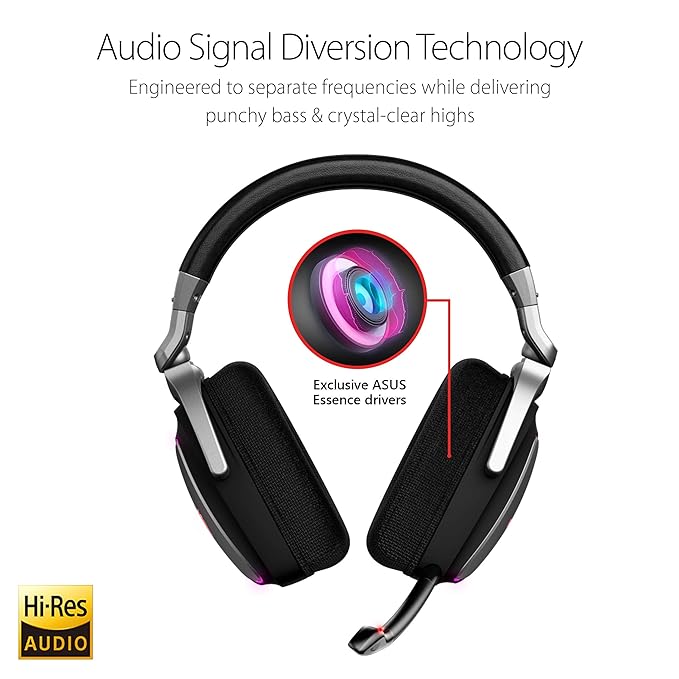 Audio Signal Diversion Technology
Engineered to separate frequencies while delivering
punchy bass & crystal-clear highs
Exclusive ASUS
Essence drivers
Hi-Res
AUDIO